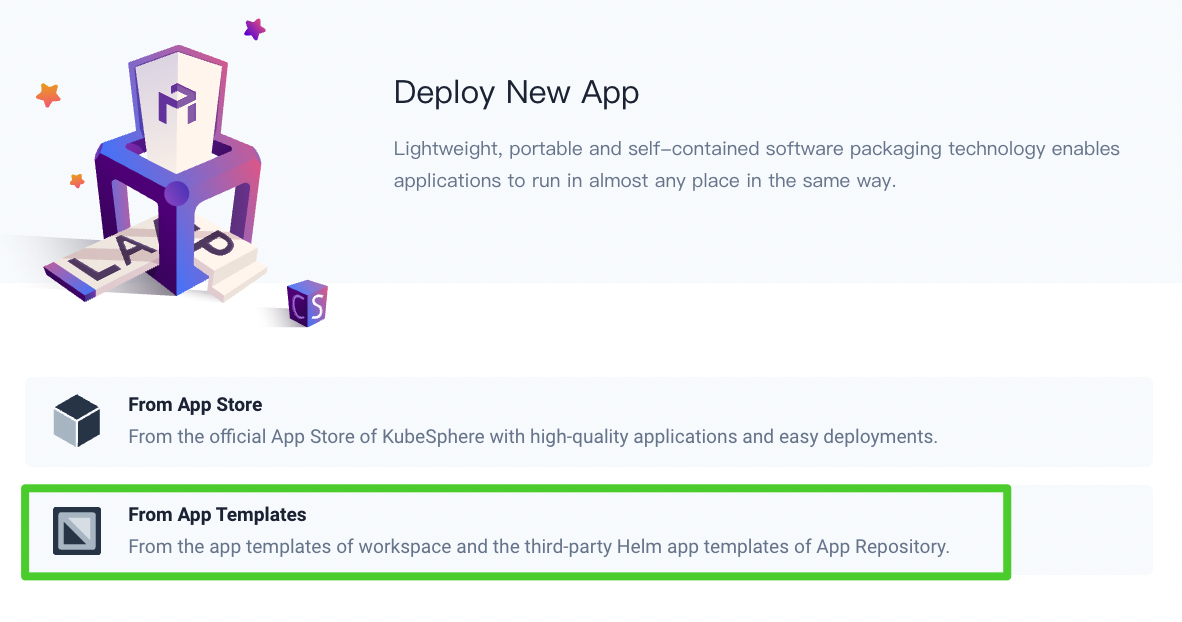 Deploy New App
Lightweight, portable and self-contained software packaging technology enables
applications to run in almost any place in the same way.
LAPP
CS
From App Store
From the official App Store of KubeSphere with high-quality applications and easy deployments.
From App Templates
From the app templates of workspace and the third-party Helm app templates of App Repository.